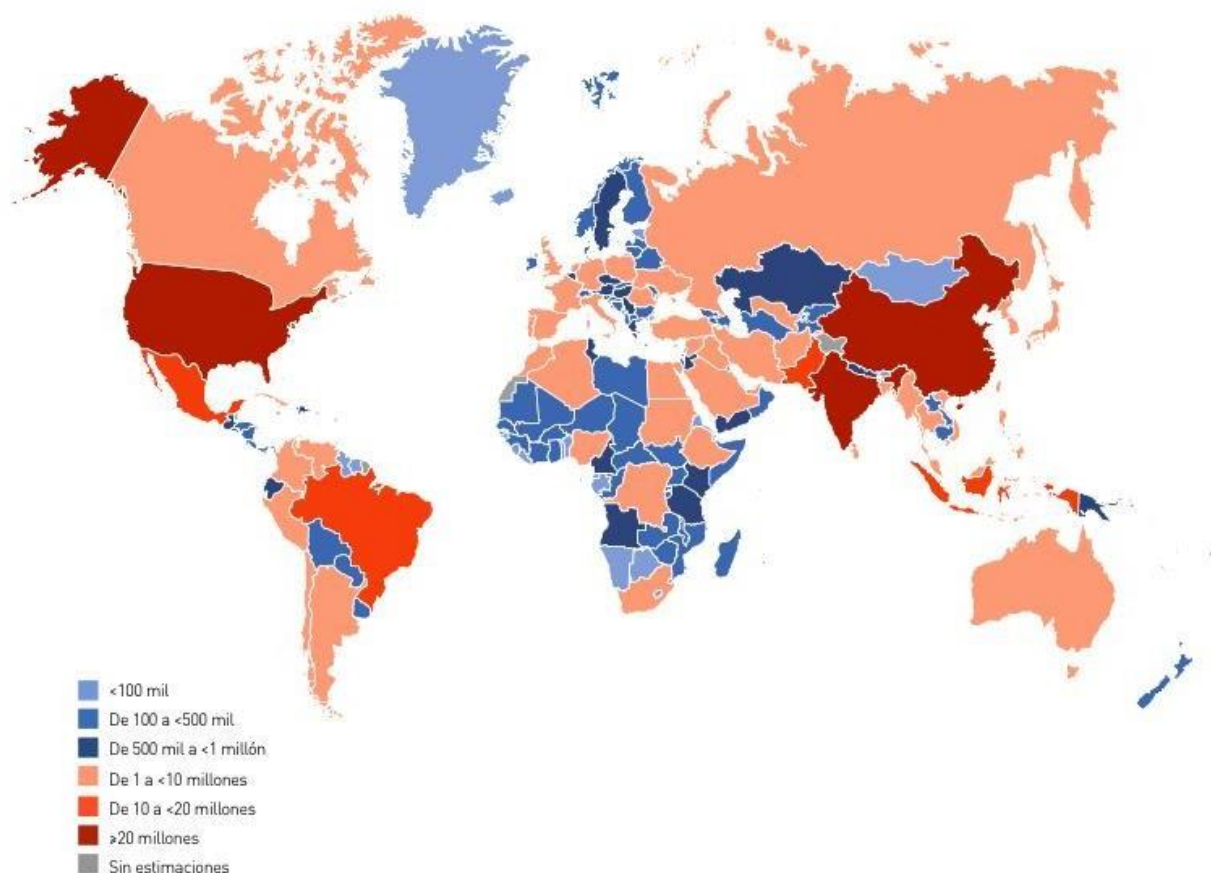 <100 mil
De 100 a <500 mil
De 500 mil a <1 millón
De 1 a <10 millones
De 10 a <20 millones
≥20 millones
Sin estimaciones